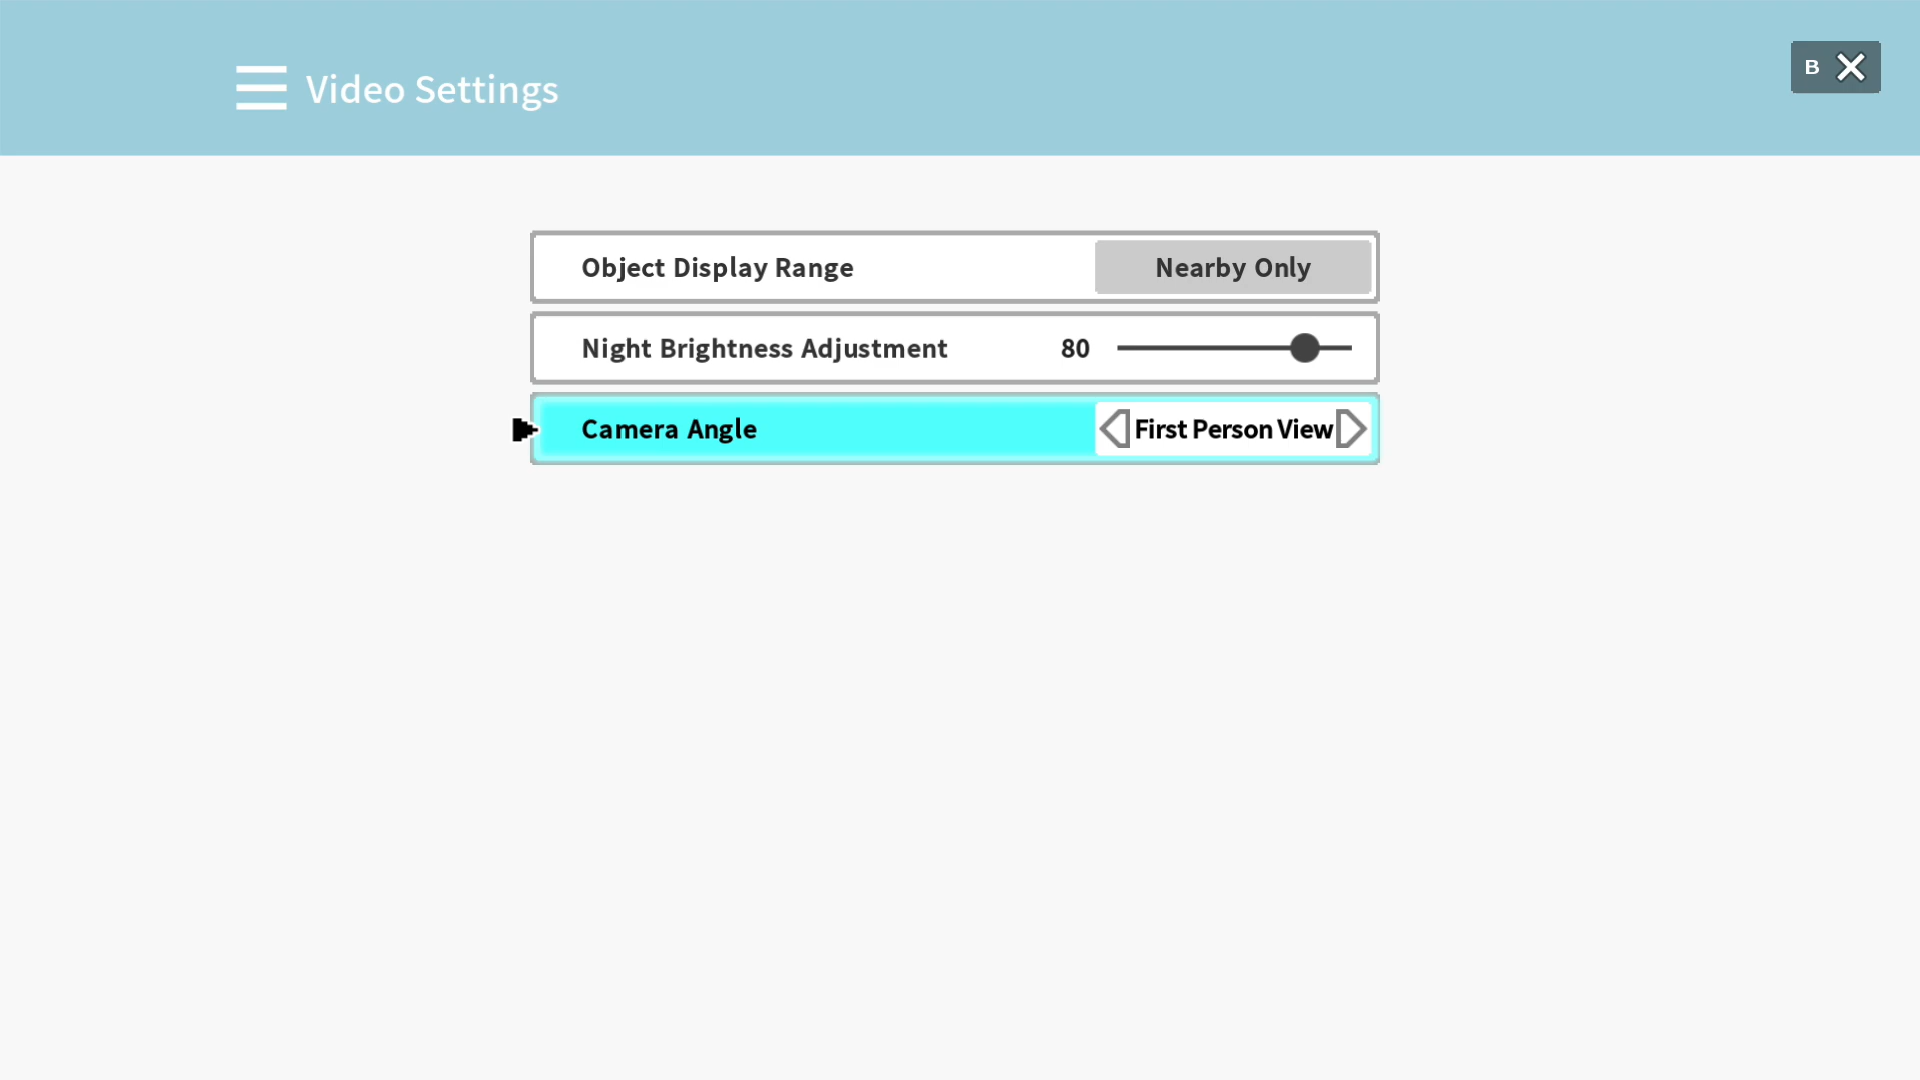 Video Settings
B
Object Display Range Nearby Only
Night Brightness Adjustment 80
Camera Angle First Person View